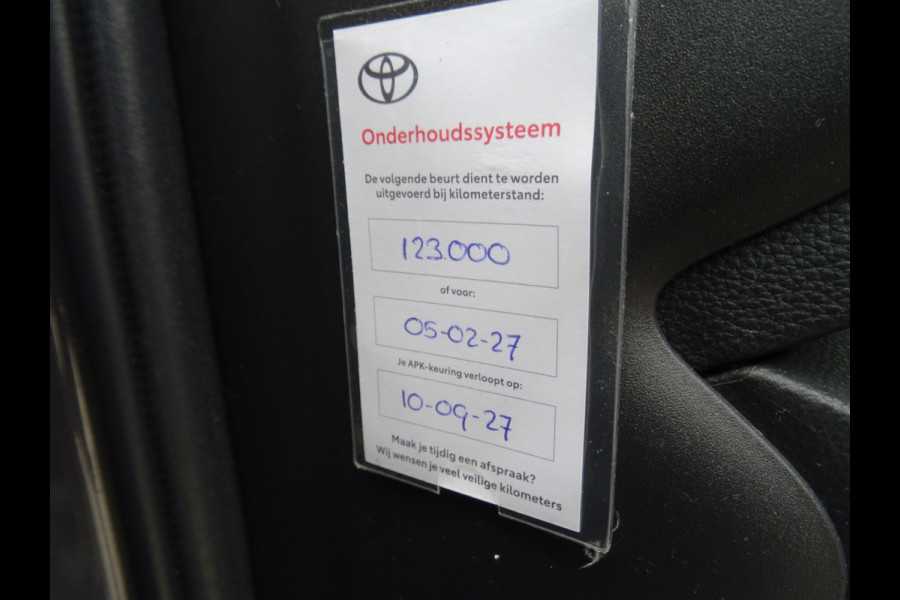 Onderhoudssysteem
De volgende beurt dient te worden
uitgevoerd bij kilometerstand:
123.000
of voor:
05-02-27
Je APK-keuring verloopt op:
10-09-27
Maak je tijdig een afspraak?
Wij wensen je veel veilige kilometers